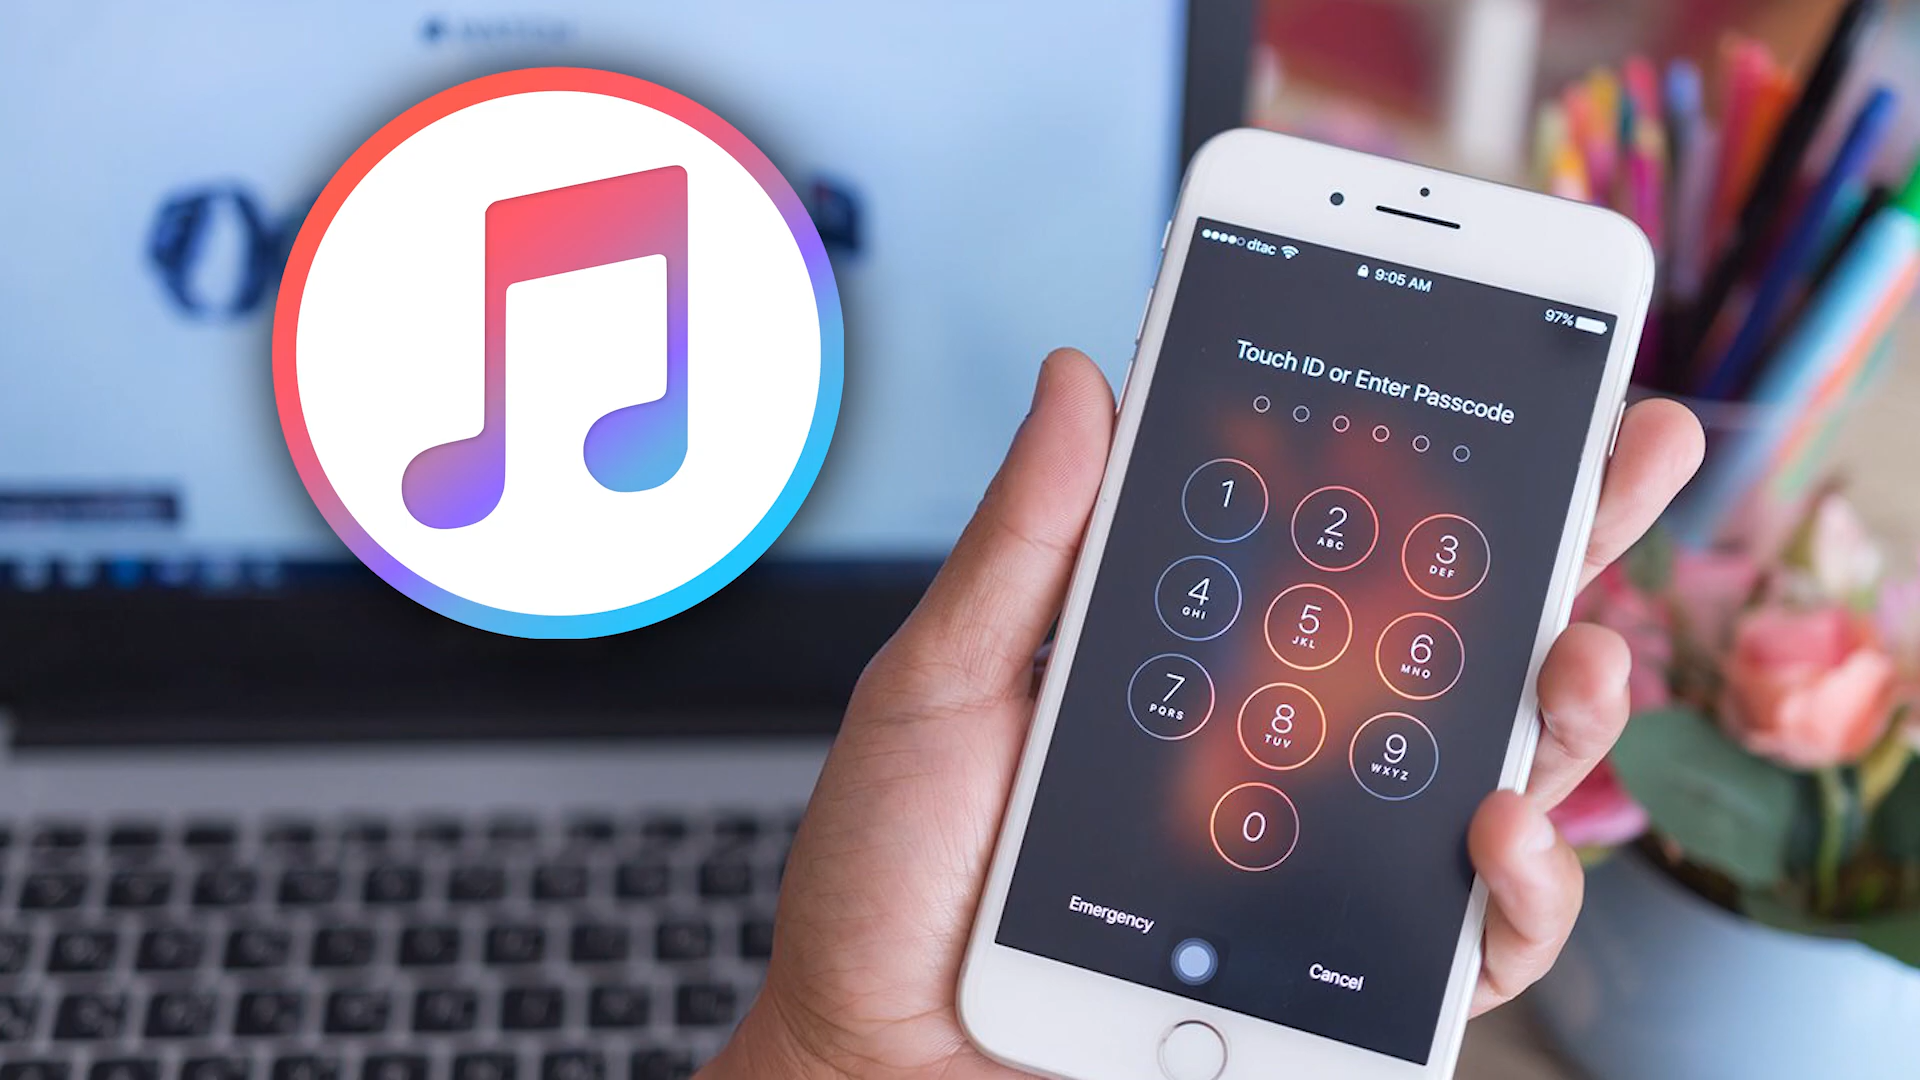 dtac
9:05 AM
97%
Touch ID or Enter Passcode
1
2
ABC
3
DEF
4
GHI
5
JKL
6
MNO
7
PQRS
8
TUV
9
WXYZ
0
Emergency
Cancel